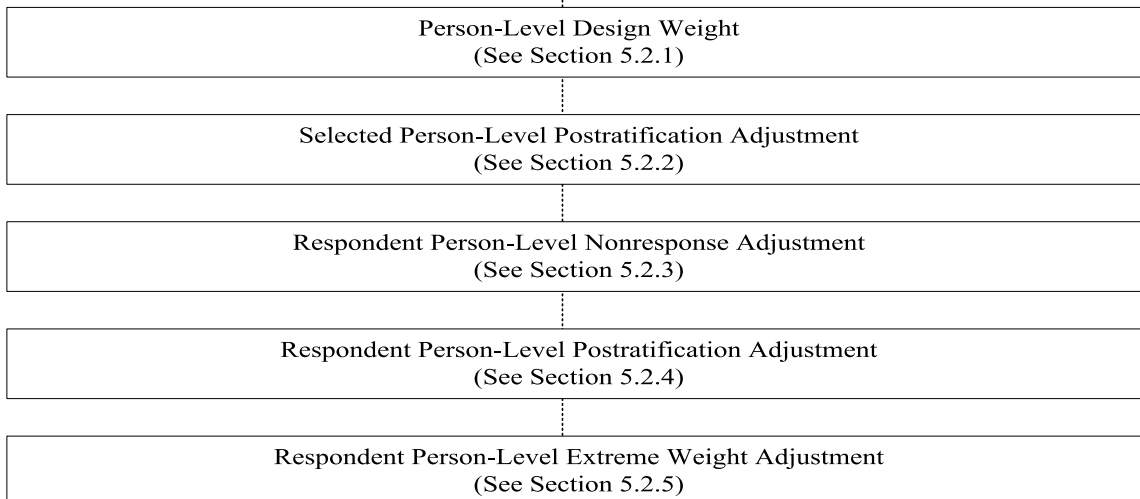 Person-Level Design Weight
(See Section 5.2.1)
Selected Person-Level Postratification Adjustment
(See Section 5.2.2)
Respondent Person-Level Nonresponse Adjustment
(See Section 5.2.3)
Respondent Person-Level Postratification Adjustment
(See Section 5.2.4)
Respondent Person-Level Extreme Weight Adjustment
(See Section 5.2.5)